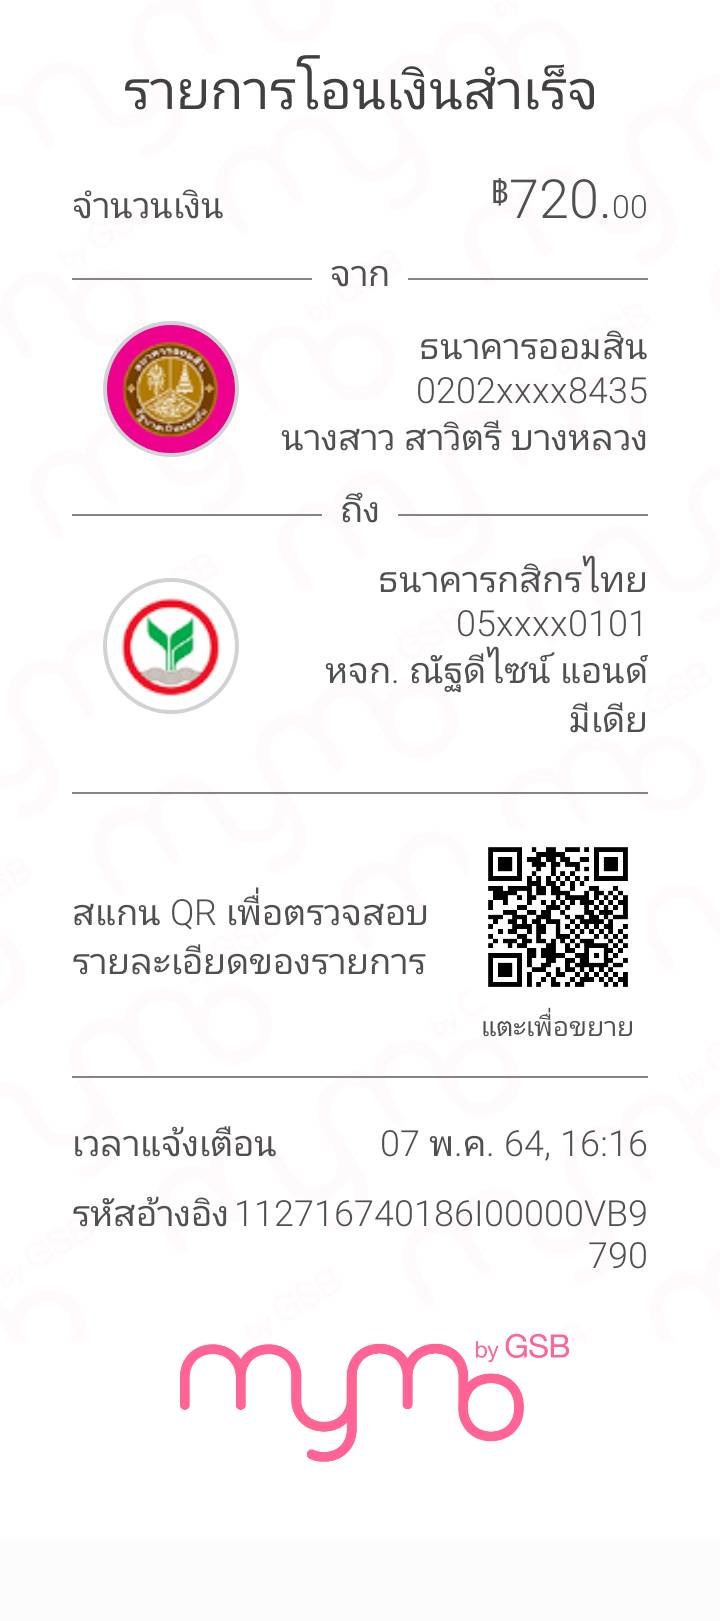 รายการโอนเงินสำเร็จ
จำนวนเงิน ฿720.00
จาก
ธนาคารออมสิน
0202xxxx8435
นางสาว สาวิตรี บางหลวง
ถึง
ธนาคารกสิกรไทย
05xxxx0101
หจก. ณัฐดีไซน์ แอนด์
มีเดีย
สแกน QR เพื่อตรวจสอบ
รายละเอียดของรายการ
แตะเพื่อขยาย
เวลาแจ้งเตือน 07 พ.ค. 64, 16:16
รหัสอ้างอิง 112716740186I00000VB9
790
mymo by GSB